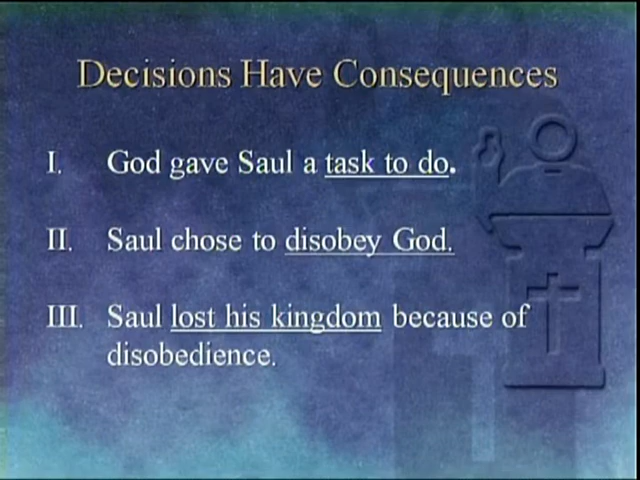 Decisions Have Consequences
I. God gave Saul a task to do.
II. Saul chose to disobey God.
III. Saul lost his kingdom because of
disobedience.